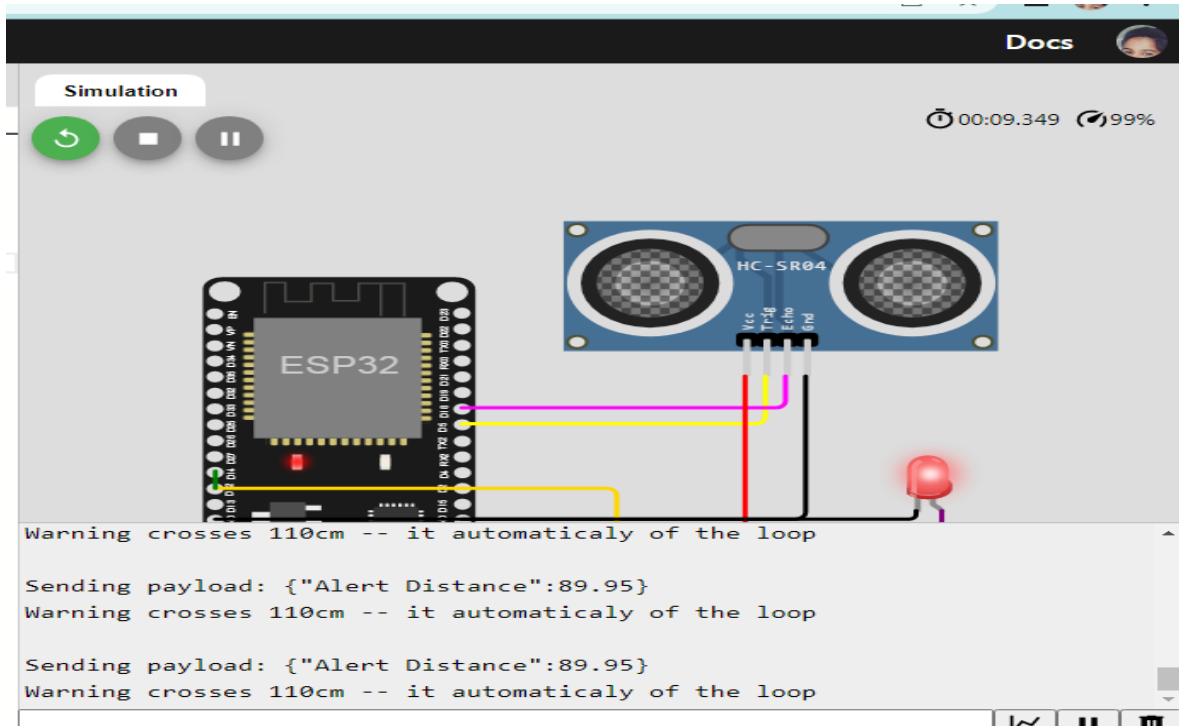 Docs
Simulation
00:09.349 99%
HC-SR04
Vcc Trig Echo Gnd
ESP32
Warning crosses 110cm -- it automaticaly of the loop
Sending payload: {"Alert Distance":89.95}
Warning crosses 110cm -- it automaticaly of the loop
Sending payload: {"Alert Distance":89.95}
Warning crosses 110cm -- it automaticaly of the loop